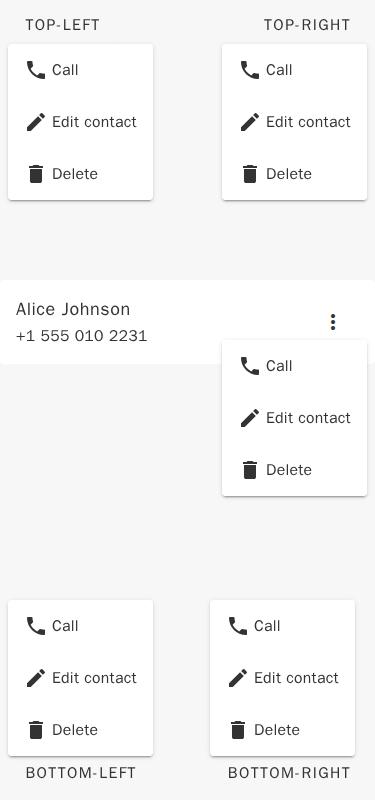 TOP-LEFT
TOP-RIGHT
Call
Edit contact
Delete
Call
Edit contact
Delete
Alice Johnson
+1 555 010 2231
Call
Edit contact
Delete
Call
Edit contact
Delete
BOTTOM-LEFT
Call
Edit contact
Delete
BOTTOM-RIGHT